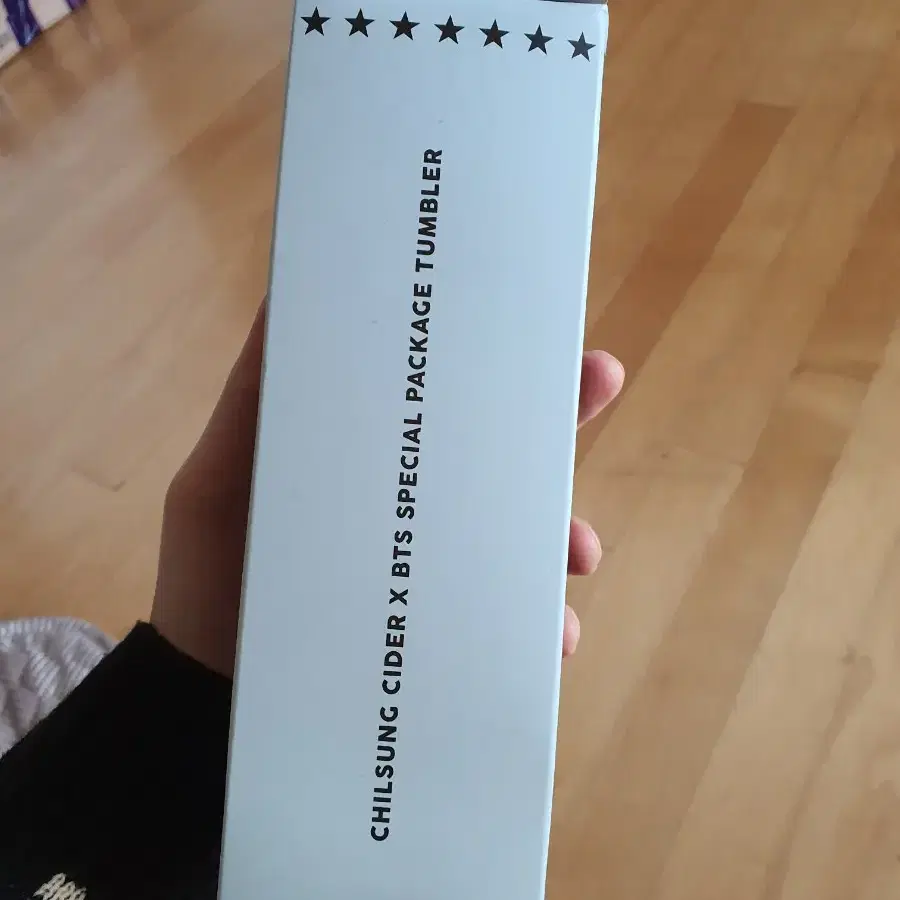 ★ ★ ★ ★ ★ ★ ★
CHILSUNG CIDER X BTS SPECIAL PACKAGE TUMBLER